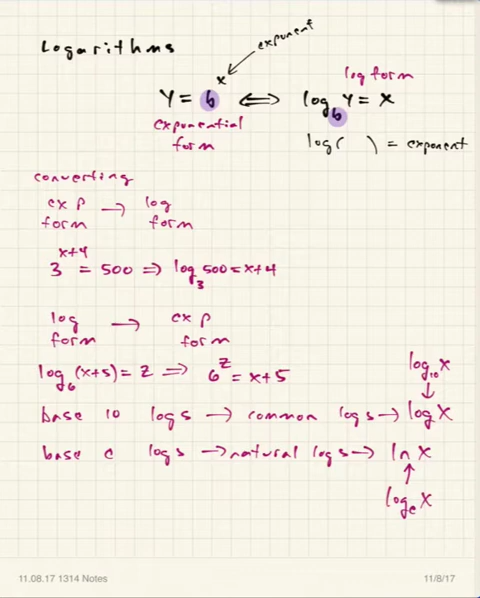 Logarithms
exponent
log form
y = b^x ⟺ log_b y = x
exponential
form
log( ) = exponent
converting
exp → log
form form
3^(x+4) = 500 ⇒ log_3 500 = x+4
log → exp
form form
log_6 (x+5) = z ⇒ 6^z = x+5
log_10 x
↓
base 10 logs → common logs → log x
base e logs → natural logs → ln x
↑
log_e x
11.08.17 1314 Notes
11/8/17